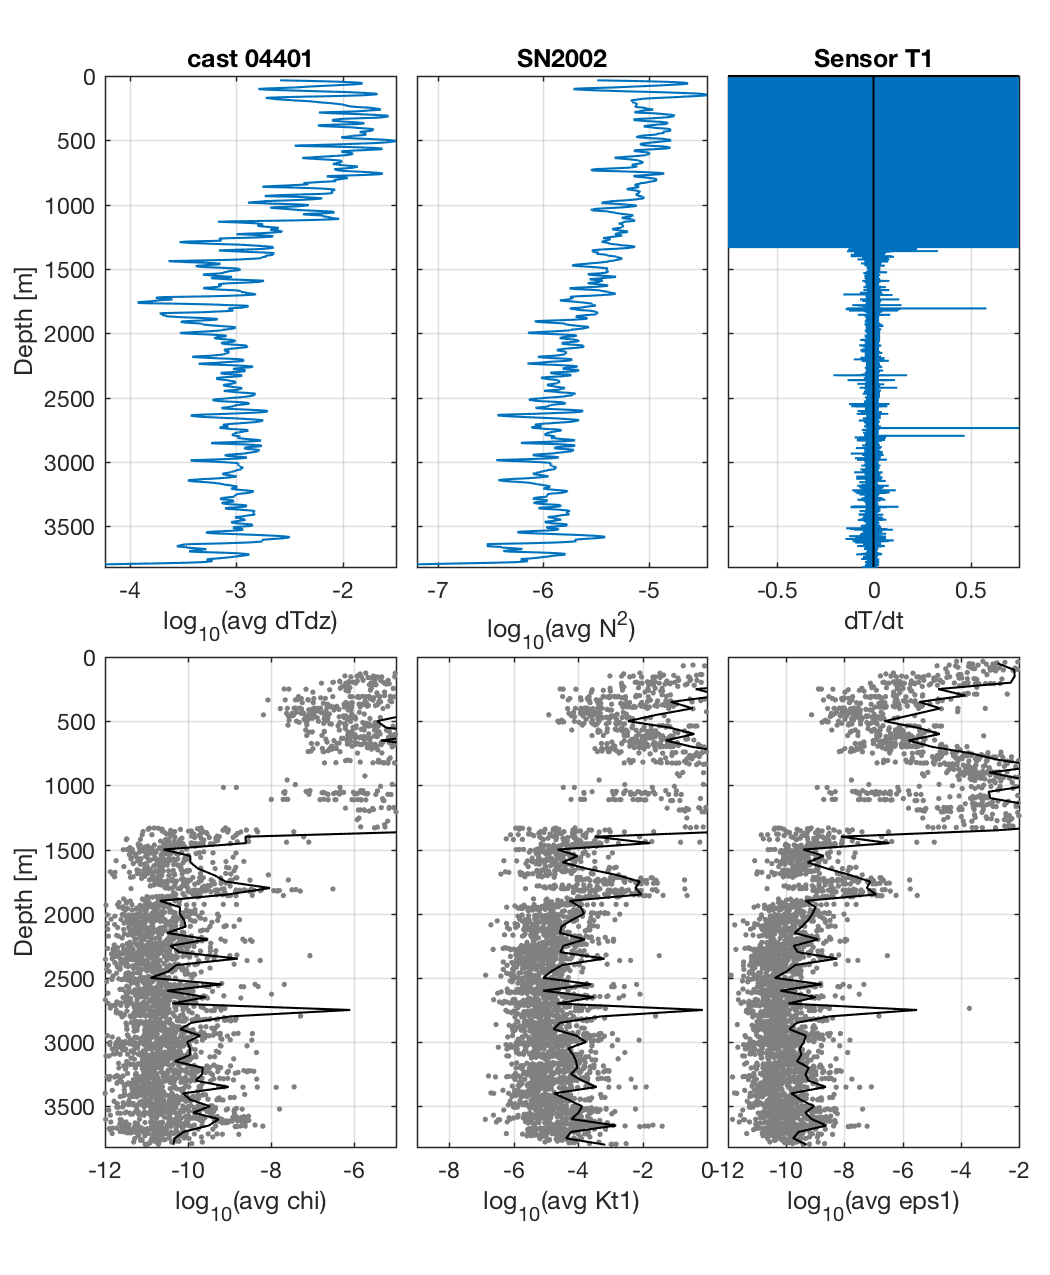 cast 04401 SN2002 Sensor T1
0
500
1000
1500
2000
2500
3000
3500
Depth [m]
-4 -3 -2 -7 -6 -5 -0.5 0 0.5
log10(avg dTdz) log10(avg N2) dT/dt
0
500
1000
1500
2000
2500
3000
3500
Depth [m]
-12 -10 -8 -6 -8 -6 -4 -2 0 -12 -10 -8 -6 -4 -2
log10(avg chi) log10(avg Kt1) log10(avg eps1)